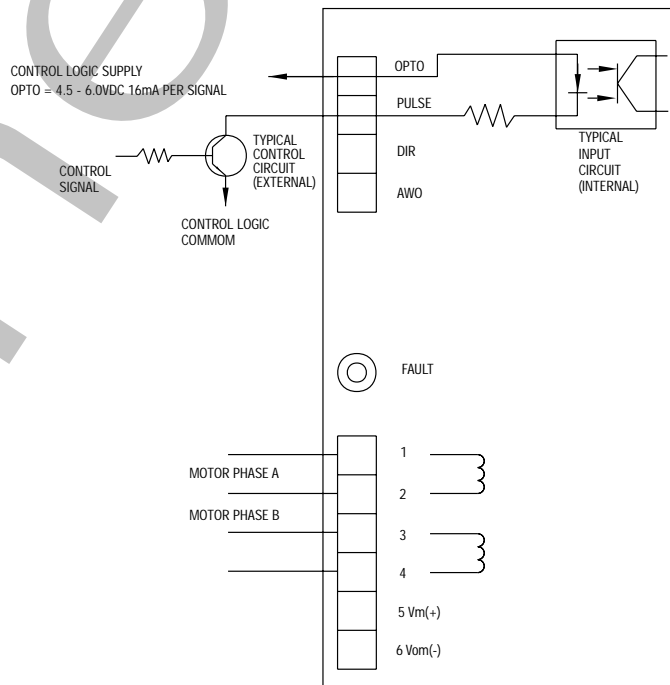 CONTROL LOGIC SUPPLY
OPTO = 4.5 - 6.0VDC 16mA PER SIGNAL
OPTO
PULSE
DIR
AWO
TYPICAL
CONTROL
CIRCUIT
(EXTERNAL)
CONTROL
SIGNAL
CONTROL LOGIC
COMMOM
TYPICAL
INPUT
CIRCUIT
(INTERNAL)
FAULT
MOTOR PHASE A
MOTOR PHASE B
1
2
3
4
5 Vm(+)
6 Vom(-)